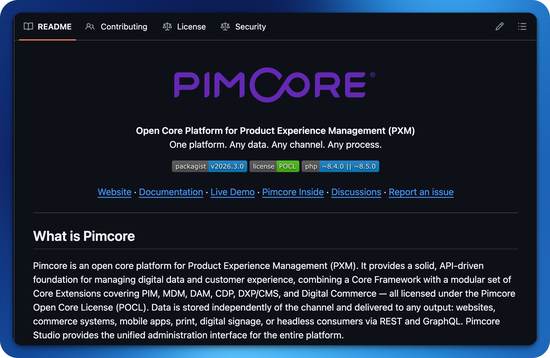 README Contributing License Security
PIMCORE®
Open Core Platform for Product Experience Management (PXM)
One platform. Any data. Any channel. Any process.
packagist v2026.3.0 license POCL php ~8.4.0 || ~8.5.0
Website · Documentation · Live Demo · Pimcore Inside · Discussions · Report an issue
What is Pimcore
Pimcore is an open core platform for Product Experience Management (PXM). It provides a solid, API-driven
foundation for managing digital data and customer experience, combining a Core Framework with a modular set of
Core Extensions covering PIM, MDM, DAM, CDP, DXP/CMS, and Digital Commerce — all licensed under the Pimcore
Open Core License (POCL). Data is stored independently of the channel and delivered to any output: websites,
commerce systems, mobile apps, print, digital signage, or headless consumers via REST and GraphQL. Pimcore
Studio provides the unified administration interface for the entire platform.